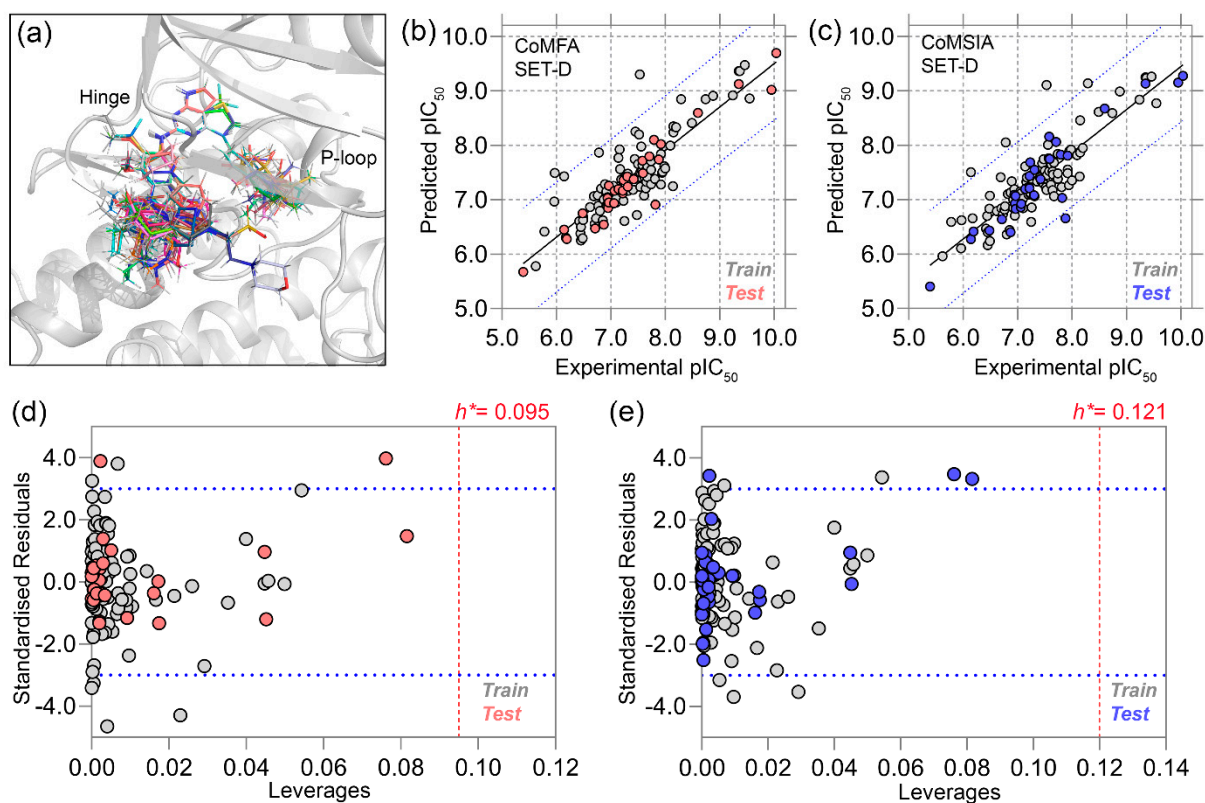 (a)
Hinge
P-loop
(b)
CoMFA
SET-D
10.0
9.0
8.0
7.0
6.0
5.0
Predicted pIC50
5.0 6.0 7.0 8.0 9.0 10.0
Experimental pIC50
Train
Test
(c)
CoMSIA
SET-D
10.0
9.0
8.0
7.0
6.0
5.0
Predicted pIC50
5.0 6.0 7.0 8.0 9.0 10.0
Experimental pIC50
Train
Test
(d)
h*= 0.095
4.0
2.0
0.0
-2.0
-4.0
Standardised Residuals
0.00 0.02 0.04 0.06 0.08 0.10 0.12
Leverages
Train
Test
(e)
h*= 0.121
4.0
2.0
0.0
-2.0
-4.0
Standardised Residuals
0.00 0.02 0.04 0.06 0.08 0.10 0.12 0.14
Leverages
Train
Test